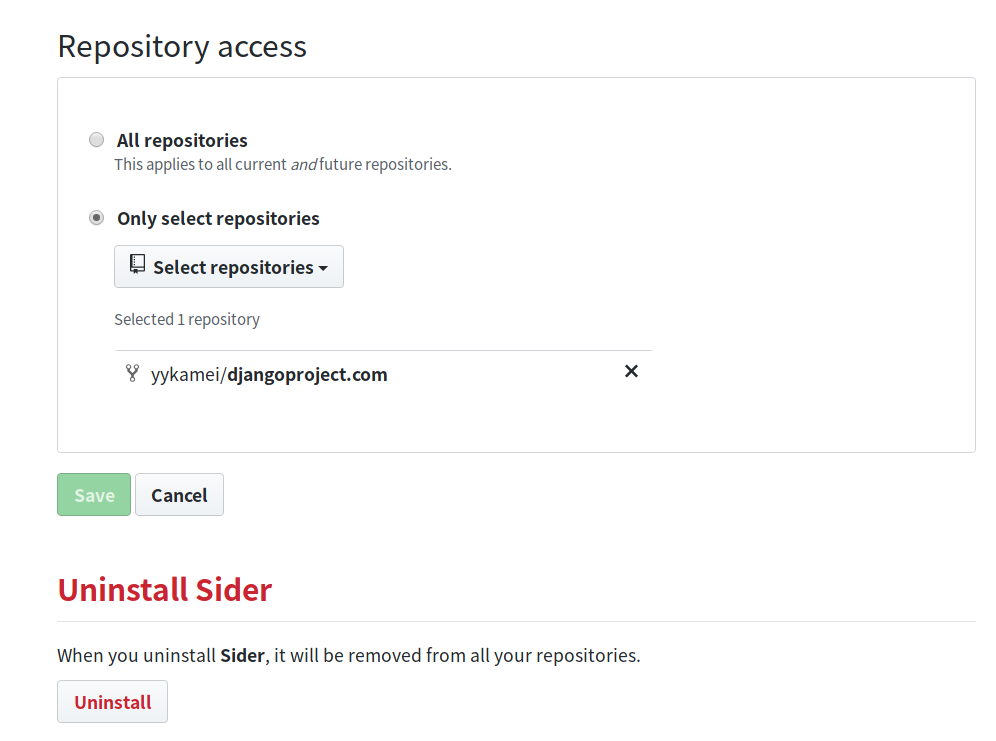 Repository access
All repositories
This applies to all current and future repositories.
Only select repositories
Select repositories
Selected 1 repository
yykamei/djangoproject.com
Save Cancel
Uninstall Sider
When you uninstall Sider, it will be removed from all your repositories.
Uninstall